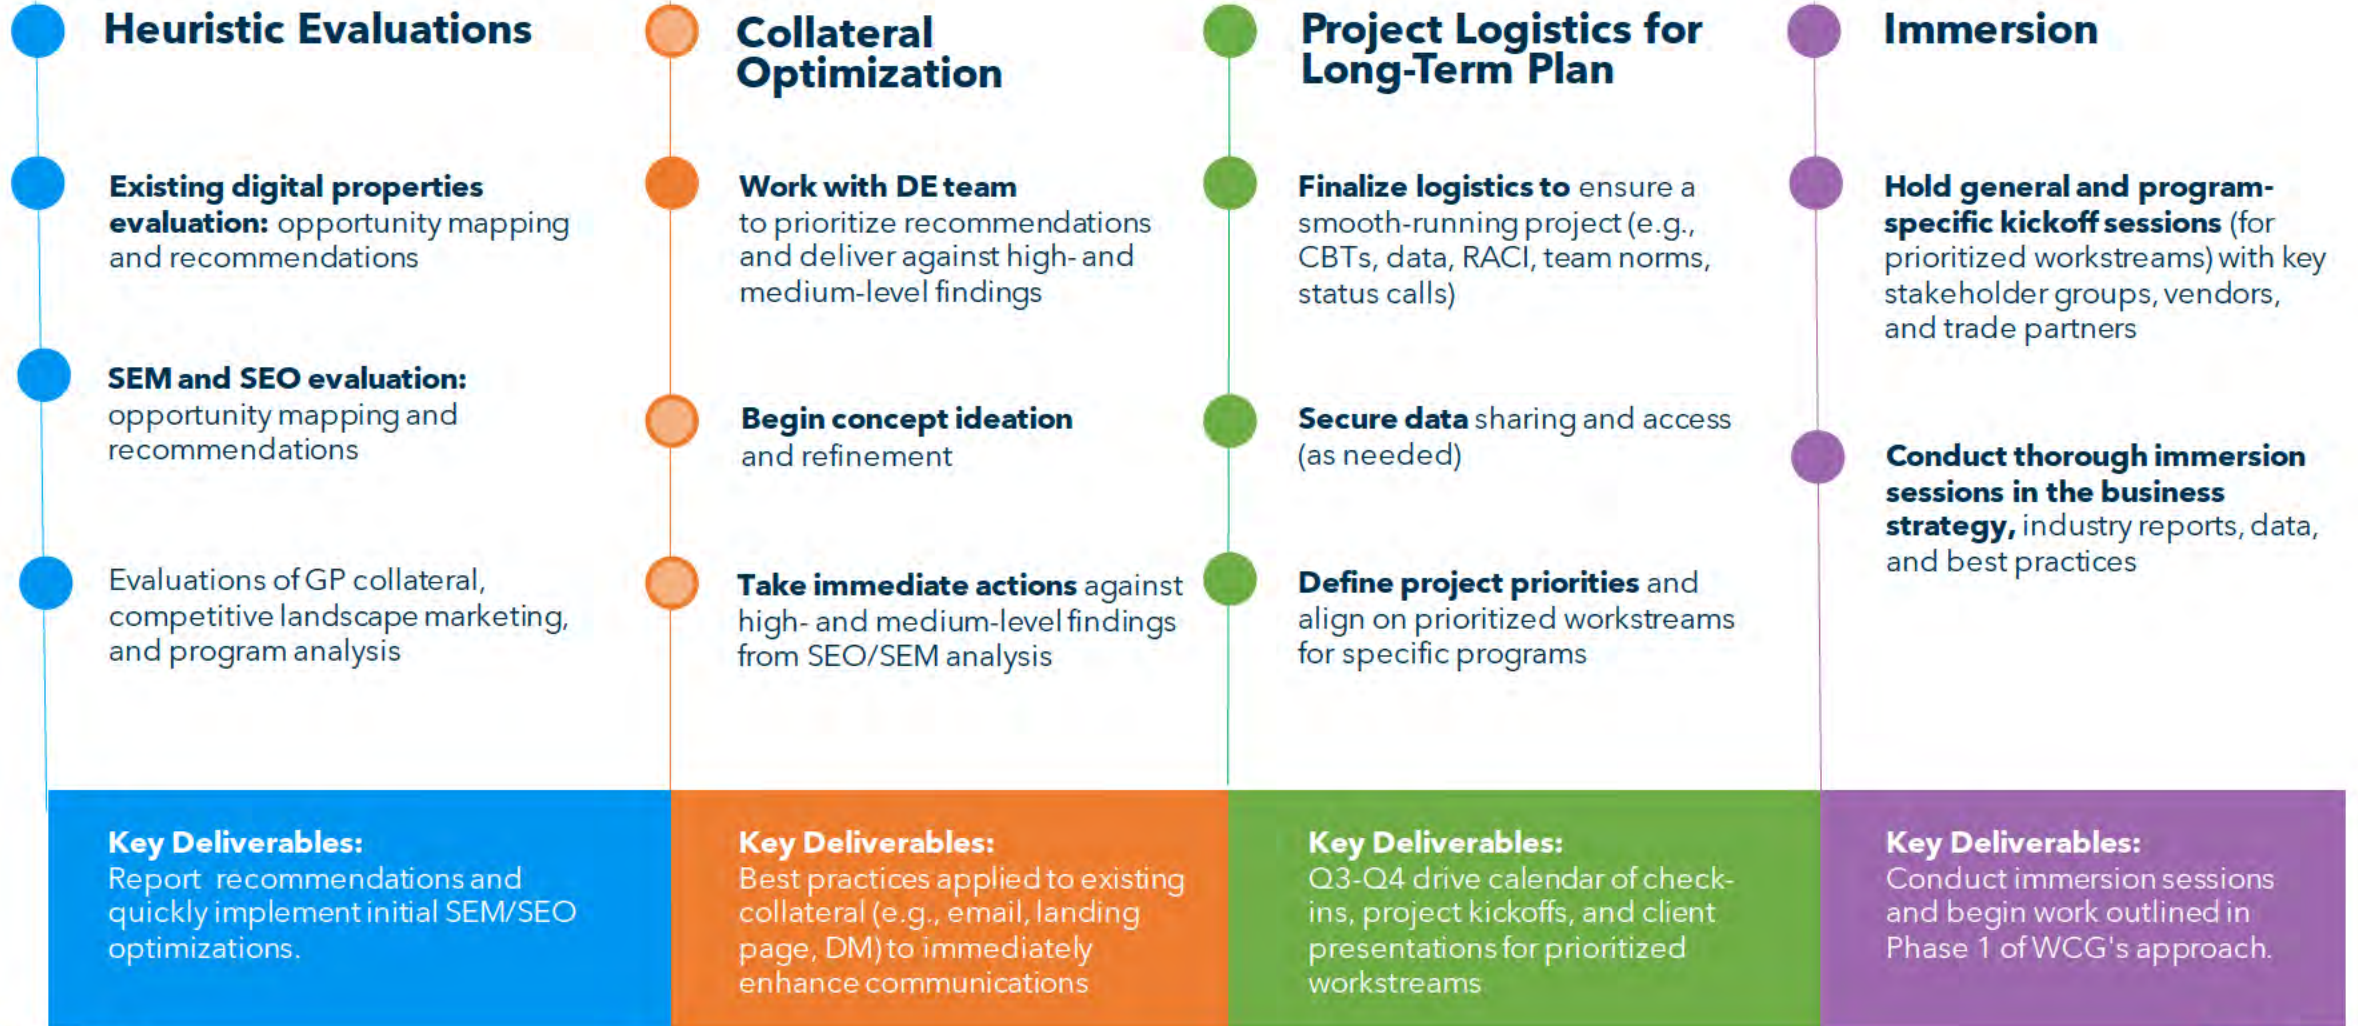 Heuristic Evaluations
Existing digital properties
evaluation: opportunity mapping
and recommendations
SEM and SEO evaluation:
opportunity mapping and
recommendations
Evaluations of GP collateral,
competitive landscape marketing,
and program analysis
Key Deliverables:
Report recommendations and
quickly implement initial SEM/SEO
optimizations.
Collateral
Optimization
Work with DE team
to prioritize recommendations
and deliver against high- and
medium-level findings
Begin concept ideation
and refinement
Take immediate actions against
high- and medium-level findings
from SEO/SEM analysis
Key Deliverables:
Best practices applied to existing
collateral (e.g., email, landing
page, DM) to immediately
enhance communications
Project Logistics for
Long-Term Plan
Finalize logistics to ensure a
smooth-running project (e.g.,
CBTs, data, RACI, team norms,
status calls)
Secure data sharing and access
(as needed)
Define project priorities and
align on prioritized workstreams
for specific programs
Key Deliverables:
Q3-Q4 drive calendar of check-
ins, project kickoffs, and client
presentations for prioritized
workstreams
Immersion
Hold general and program-
specific kickoff sessions (for
prioritized workstreams) with key
stakeholder groups, vendors,
and trade partners
Conduct thorough immersion
sessions in the business
strategy, industry reports, data,
and best practices
Key Deliverables:
Conduct immersion sessions
and begin work outlined in
Phase 1 of WCG's approach.